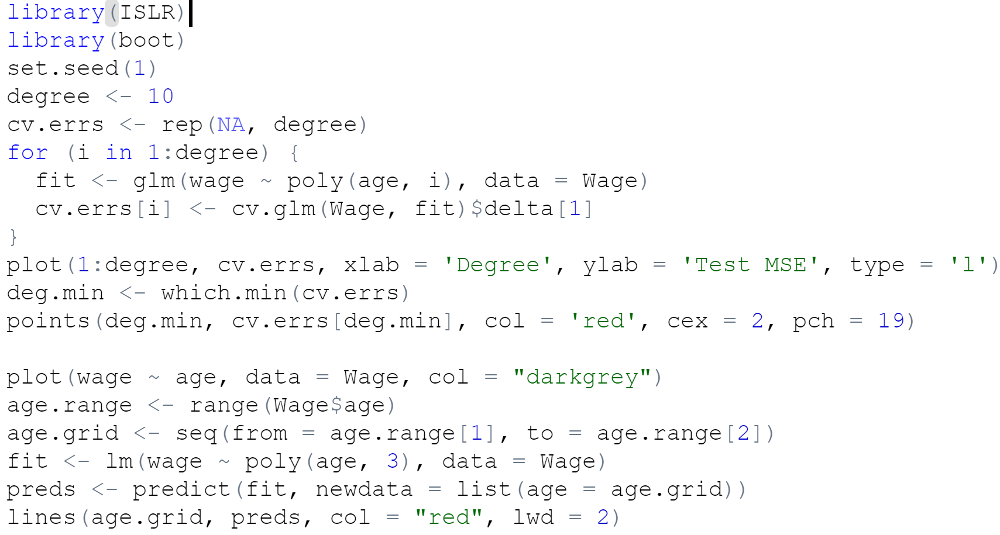 library(ISLR)
library(boot)
set.seed(1)
degree <- 10
cv.errs <- rep(NA, degree)
for (i in 1:degree) {
  fit <- glm(wage ~ poly(age, i), data = Wage)
  cv.errs[i] <- cv.glm(Wage, fit)$delta[1]
}
plot(1:degree, cv.errs, xlab = 'Degree', ylab = 'Test MSE', type = 'l')
deg.min <- which.min(cv.errs)
points(deg.min, cv.errs[deg.min], col = 'red', cex = 2, pch = 19)

plot(wage ~ age, data = Wage, col = "darkgrey")
age.range <- range(Wage$age)
age.grid <- seq(from = age.range[1], to = age.range[2])
fit <- lm(wage ~ poly(age, 3), data = Wage)
preds <- predict(fit, newdata = list(age = age.grid))
lines(age.grid, preds, col = "red", lwd = 2)